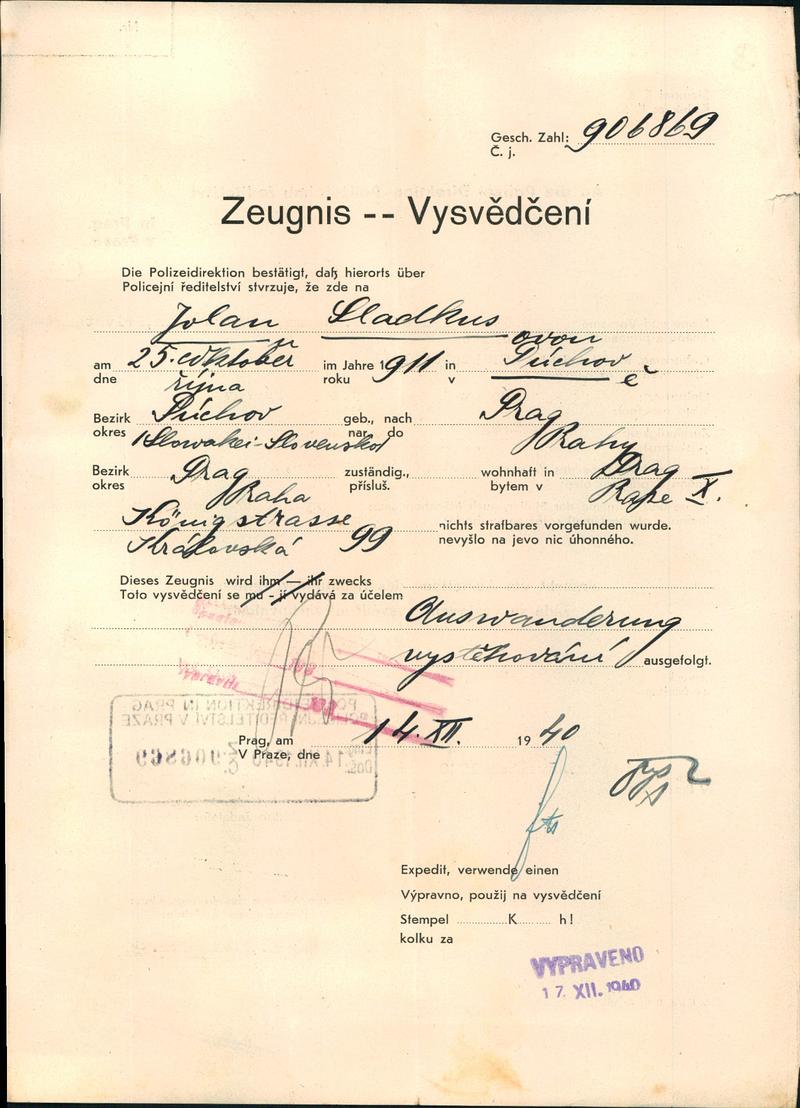 Gesch. Zahl: 906869
Č. j.
Zeugnis -- Vysvědčení
Die Polizeidirektion bestätigt, daß hierorts über
Policejní ředitelství stvrzuje, že zde na
Jolan Sladkus
ovou
am 25. Oktober im Jahre 1911 in Púchov
dne října roku v ě
Bezirk Púchov geb., nach Prag
okres Slowakei-Slovensko nar. do Prahy
Bezirk Prag zuständig., wohnhaft in Prag
okres Praha přísluš. bytem v Praze X.
Königstrasse nichts strafbares vorgefunden wurde.
Královská 99 nevyšlo na jevo nic úhonného.
Dieses Zeugnis wird ihm — ihr zwecks
Toto vysvědčení se mu - jí vydává za účelem
Auswanderung
vystěhování ausgefolgt.
POLIZEIDIREKTION IN PRAG
POLICEJNÍ ŘEDITELSTVÍ V PRAZE
Prag, am 14. XII. 1940
V Praze, dne
14. XII. 1940 906869
Expedit, verwende einen
Výpravno, použij na vysvědčení
Stempel K h!
kolku za
VYPRAVENO
17. XII. 1940